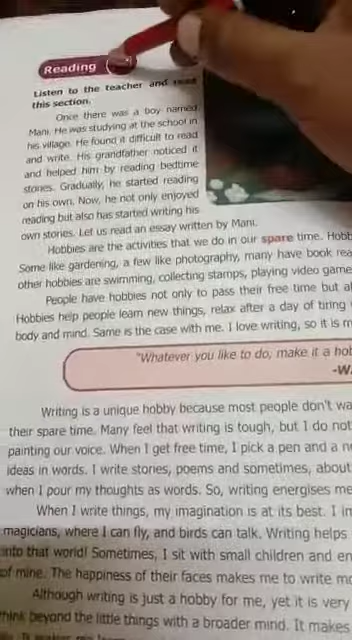 Reading
Listen to the teacher and read
this section.
Once there was a boy named
Mani. He was studying at the school in
his village. He found it difficult to read
and write. His grandfather noticed it
and helped him by reading bedtime
stories. Gradually, he started reading
on his own. Now, he not only enjoyed
reading but also has started writing his
own stories. Let us read an essay written by Mani.
Hobbies are the activities that we do in our spare time. Hobb
Some like gardening, a few like photography, many have book rea
other hobbies are swimming, collecting stamps, playing video game
People have hobbies not only to pass their free time but al
Hobbies help people learn new things, relax after a day of tiring
body and mind. Same is the case with me. I love writing, so it is m
"Whatever you like to do, make it a hob
-W
Writing is a unique hobby because most people don't wa
their spare time. Many feel that writing is tough, but I do not
painting our voice. When I get free time, I pick a pen and a n
ideas in words. I write stories, poems and sometimes, about
when I pour my thoughts as words. So, writing energises me
When I write things, my imagination is at its best. I in
magicians, where I can fly, and birds can talk. Writing helps
into that world! Sometimes, I sit with small children and en
of mine. The happiness of their faces makes me to write mo
Although writing is just a hobby for me, yet it is very
think beyond the little things with a broader mind. It makes